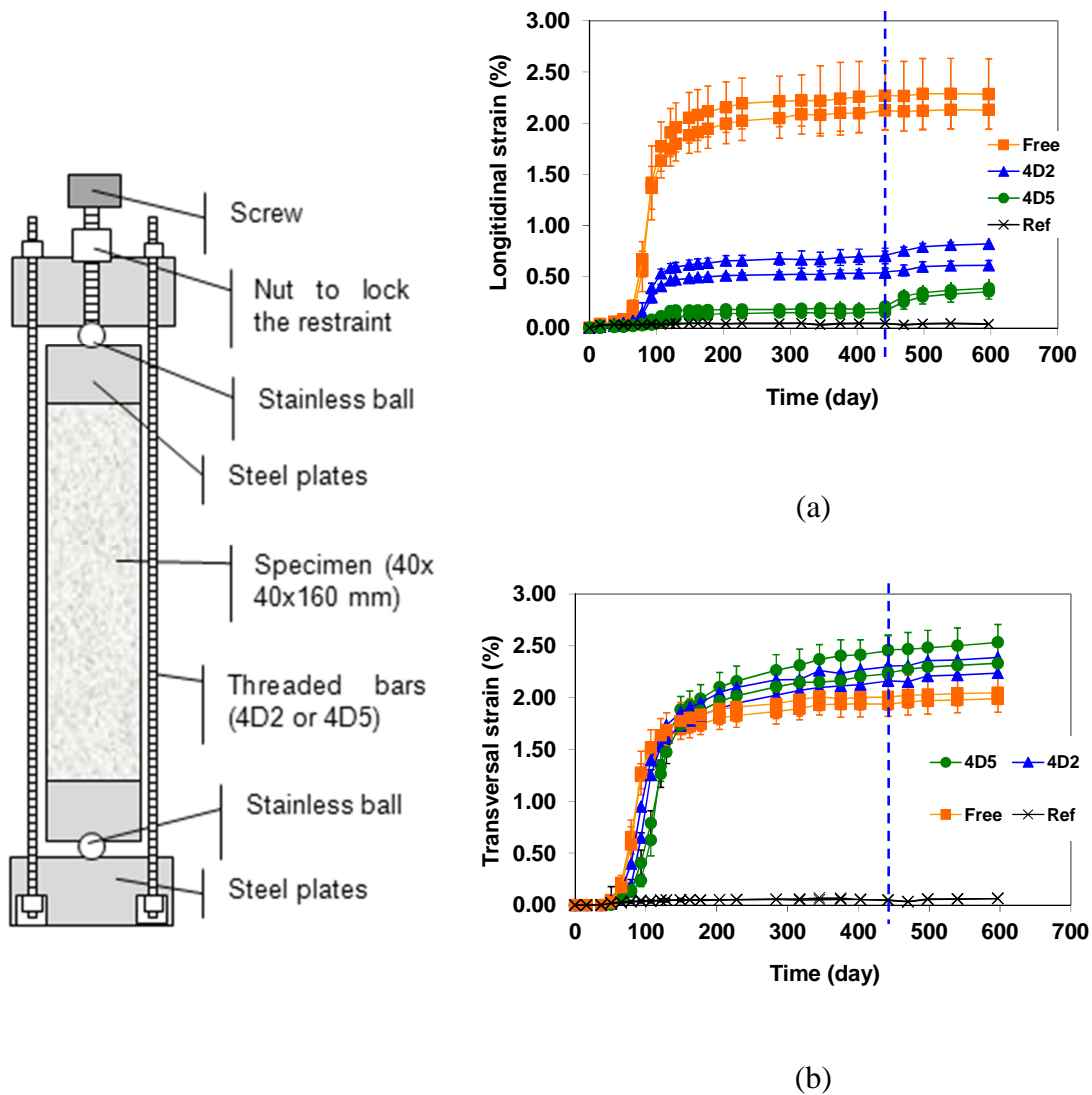 Screw
Nut to lock
the restraint
Stainless ball
Steel plates
Specimen (40x
40x160 mm)
Threaded bars
(4D2 or 4D5)
Stainless ball
Steel plates
Longitidinal strain (%)
3.00
2.50
2.00
1.50
1.00
0.50
0.00
0 100 200 300 400 500 600 700
Time (day)
Free
4D2
4D5
Ref
(a)
Transversal strain (%)
3.00
2.50
2.00
1.50
1.00
0.50
0.00
0 100 200 300 400 500 600 700
Time (day)
4D5 4D2
Free Ref
(b)